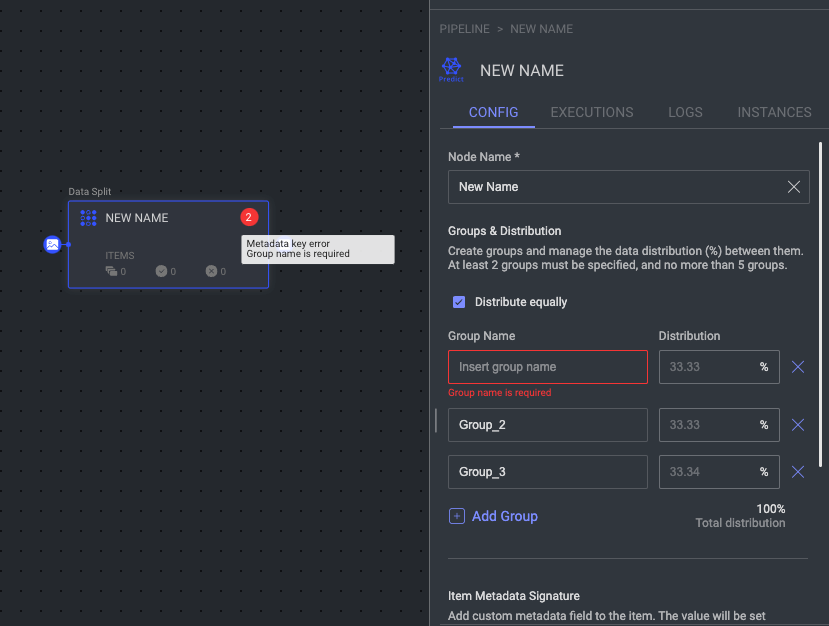 Data Split
NEW NAME
2
Metadata key error
Group name is required
ITEMS
0 0 0
PIPELINE > NEW NAME
Predict
NEW NAME
CONFIG EXECUTIONS LOGS INSTANCES
Node Name *
New Name
Groups & Distribution
Create groups and manage the data distribution (%) between them.
At least 2 groups must be specified, and no more than 5 groups.
Distribute equally
Group Name Distribution
Insert group name 33.33 %
Group name is required
Group_2 33.33 %
Group_3 33.34 %
+ Add Group
100%
Total distribution
Item Metadata Signature
Add custom metadata field to the item. The value will be set